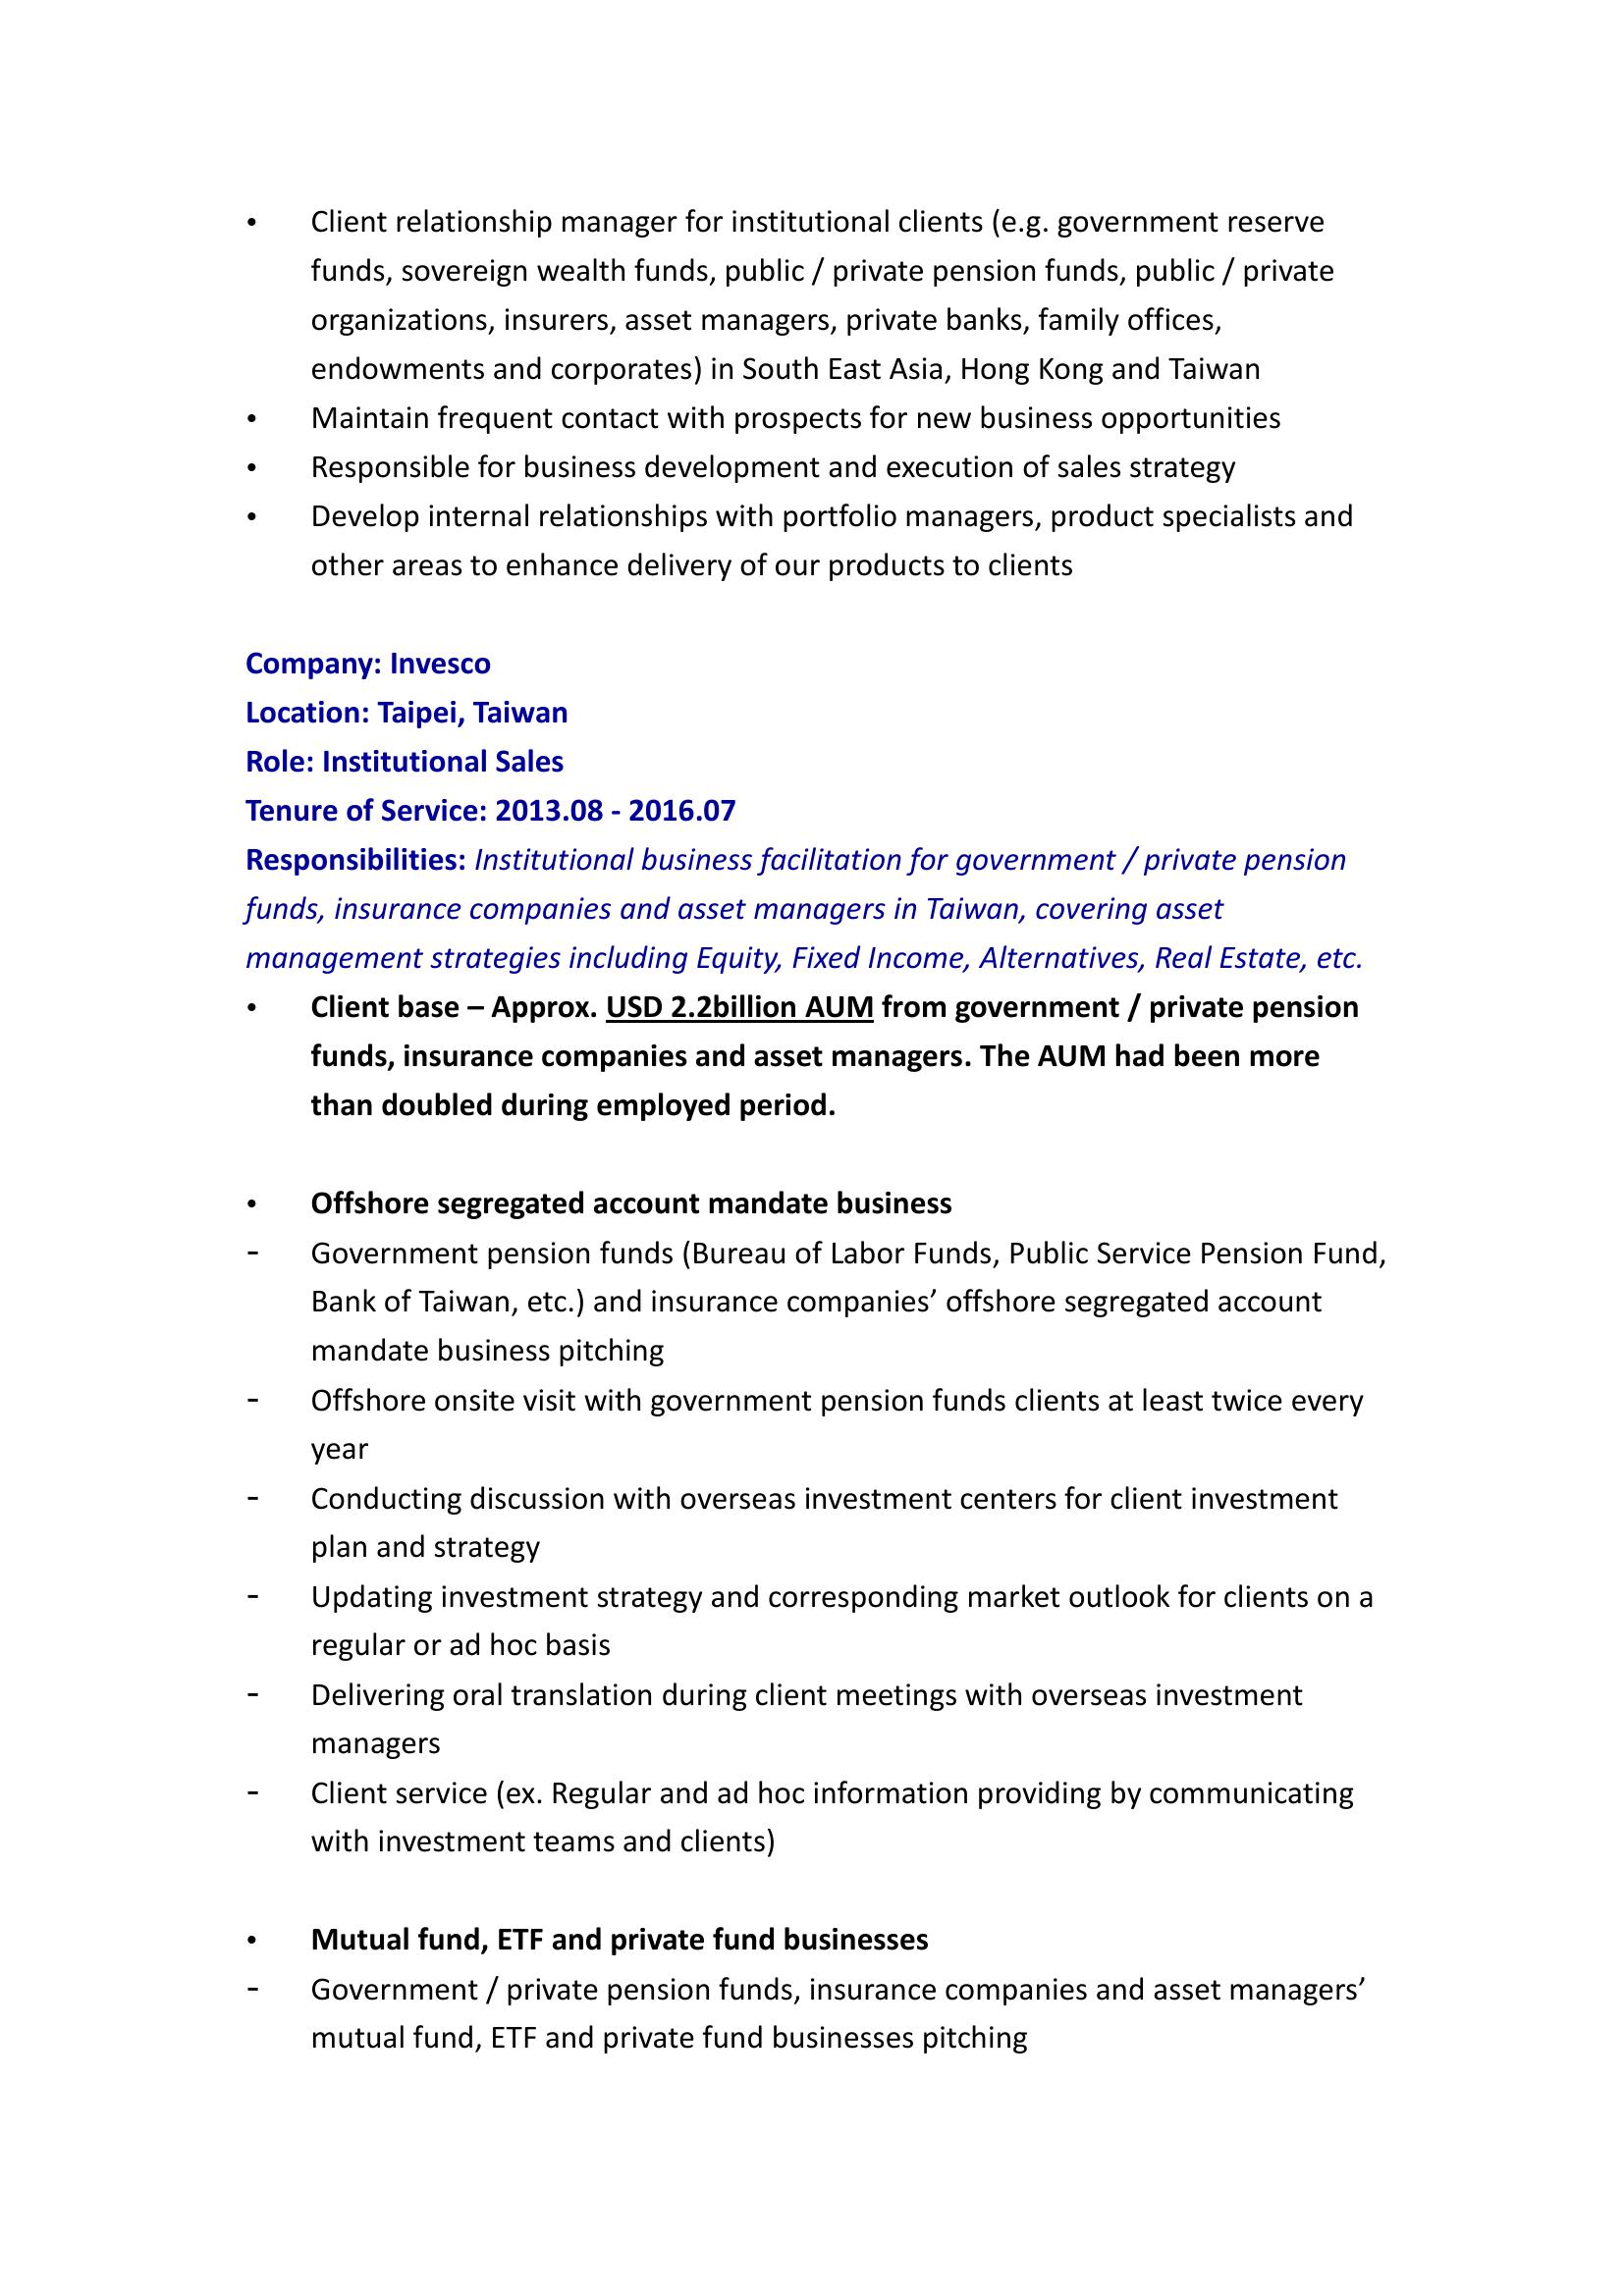 • Client relationship manager for institutional clients (e.g. government reserve
funds, sovereign wealth funds, public / private pension funds, public / private
organizations, insurers, asset managers, private banks, family offices,
endowments and corporates) in South East Asia, Hong Kong and Taiwan
• Maintain frequent contact with prospects for new business opportunities
• Responsible for business development and execution of sales strategy
• Develop internal relationships with portfolio managers, product specialists and
other areas to enhance delivery of our products to clients
Company: Invesco
Location: Taipei, Taiwan
Role: Institutional Sales
Tenure of Service: 2013.08 - 2016.07
Responsibilities: Institutional business facilitation for government / private pension
funds, insurance companies and asset managers in Taiwan, covering asset
management strategies including Equity, Fixed Income, Alternatives, Real Estate, etc.
• Client base – Approx. USD 2.2billion AUM from government / private pension
funds, insurance companies and asset managers. The AUM had been more
than doubled during employed period.
• Offshore segregated account mandate business
- Government pension funds (Bureau of Labor Funds, Public Service Pension Fund,
Bank of Taiwan, etc.) and insurance companies’ offshore segregated account
mandate business pitching
- Offshore onsite visit with government pension funds clients at least twice every
year
- Conducting discussion with overseas investment centers for client investment
plan and strategy
- Updating investment strategy and corresponding market outlook for clients on a
regular or ad hoc basis
- Delivering oral translation during client meetings with overseas investment
managers
- Client service (ex. Regular and ad hoc information providing by communicating
with investment teams and clients)
• Mutual fund, ETF and private fund businesses
- Government / private pension funds, insurance companies and asset managers’
mutual fund, ETF and private fund businesses pitching